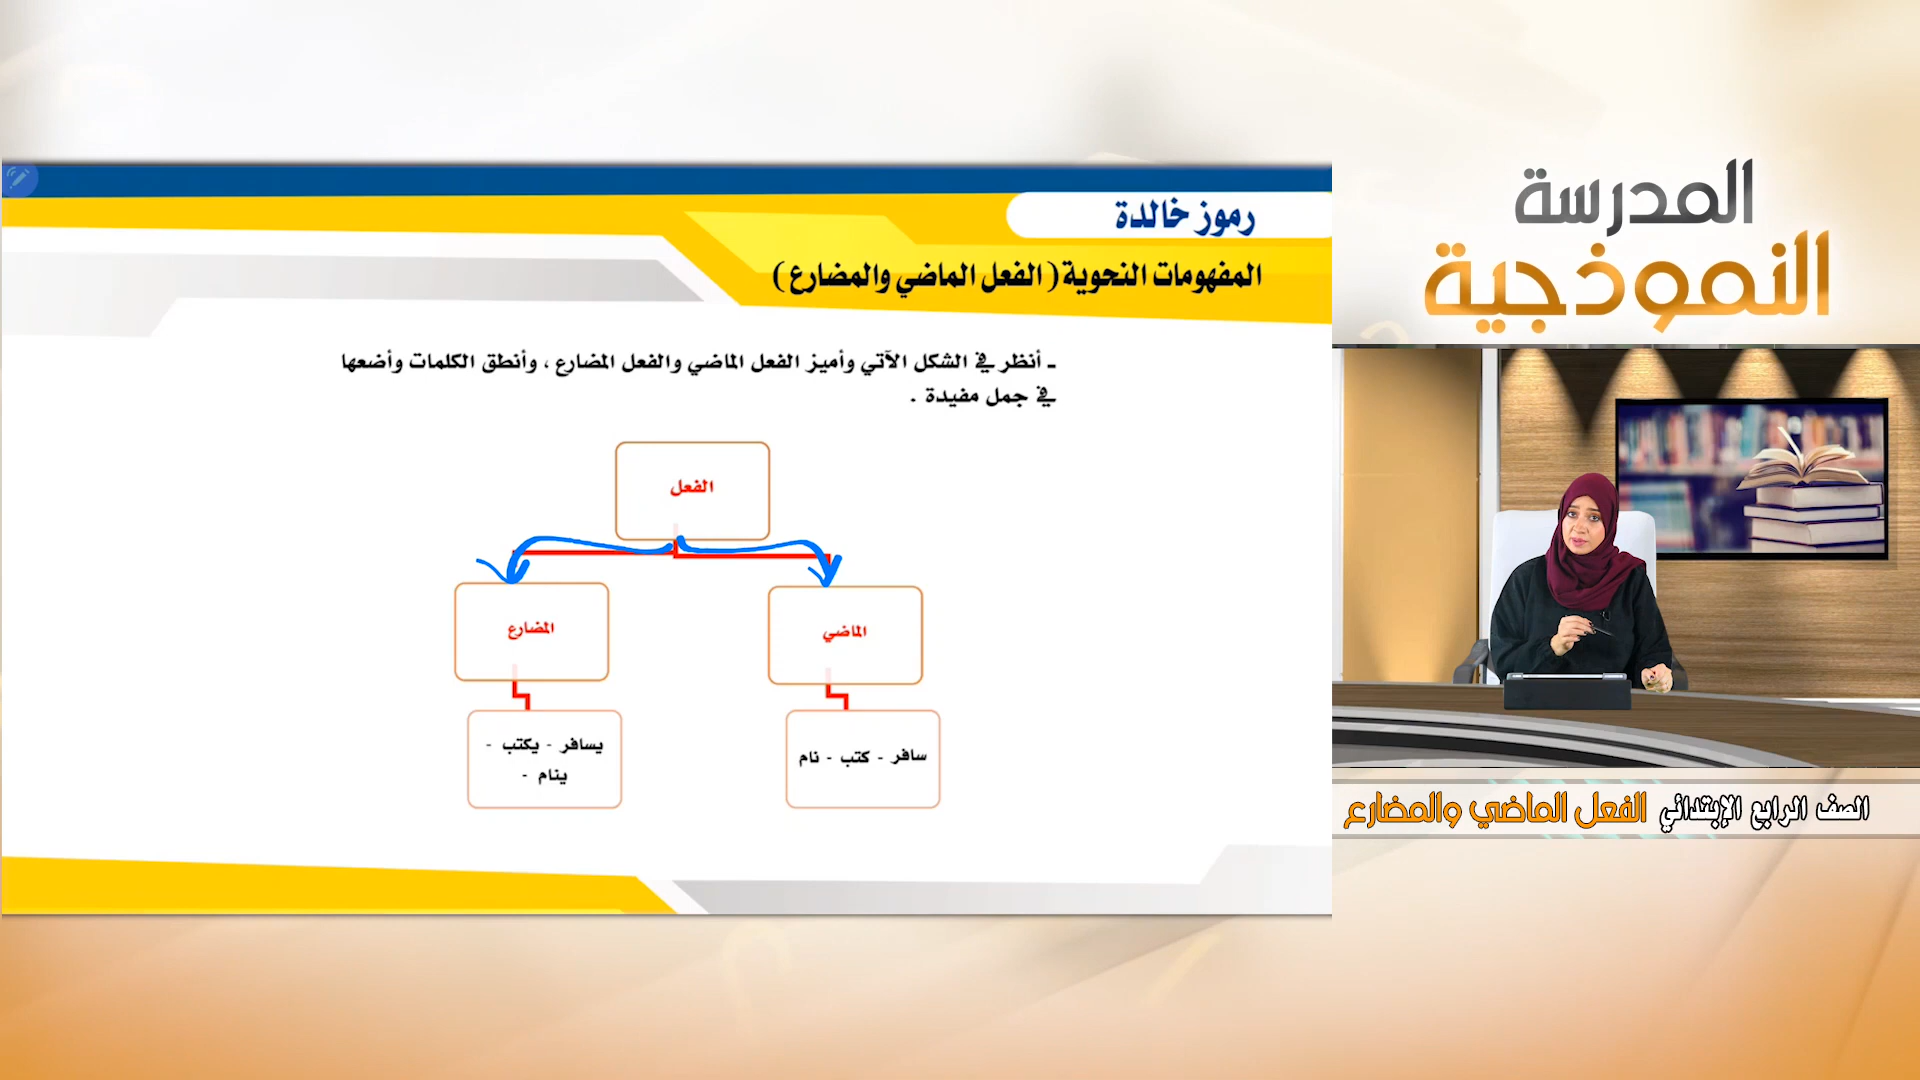 المدرسة
النموذجية
رموز خالدة
المفهومات النحوية ( الفعل الماضي والمضارع )
ـ أنظر في الشكل الآتي وأميز الفعل الماضي والفعل المضارع ، وأنطق الكلمات وأضعها
في جمل مفيدة .
الفعل
الماضي
المضارع
سافر - كتب - نام
يسافر - يكتب -
ينام -
الصف الرابع الإبتدائي الفعل الماضي والمضارع